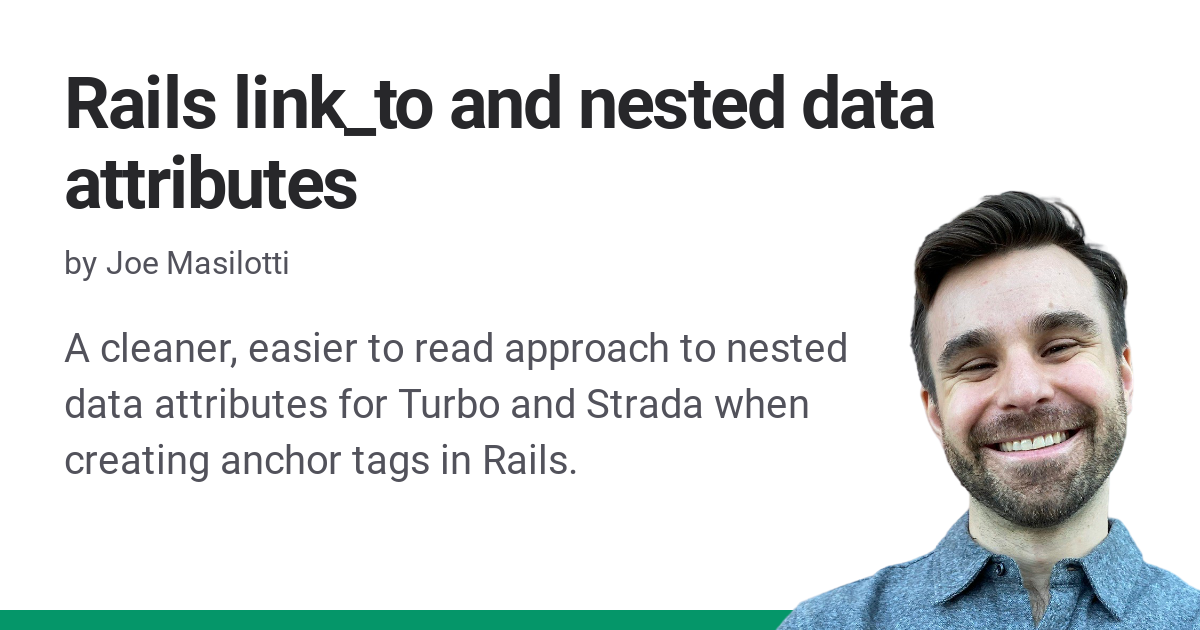 Rails link_to and nested data
attributes
by Joe Masilotti
A cleaner, easier to read approach to nested
data attributes for Turbo and Strada when
creating anchor tags in Rails.